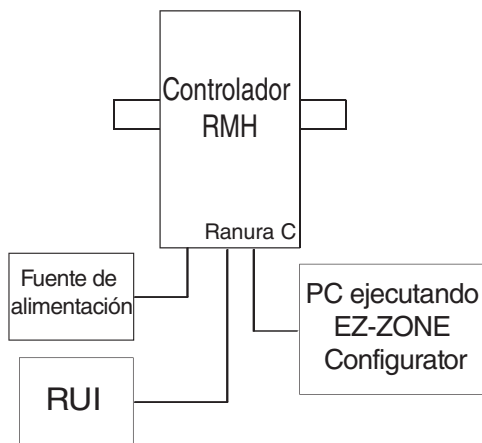 Controlador
RMH
Ranura C
Fuente de
alimentación
PC ejecutando
EZ-ZONE
Configurator
RUI